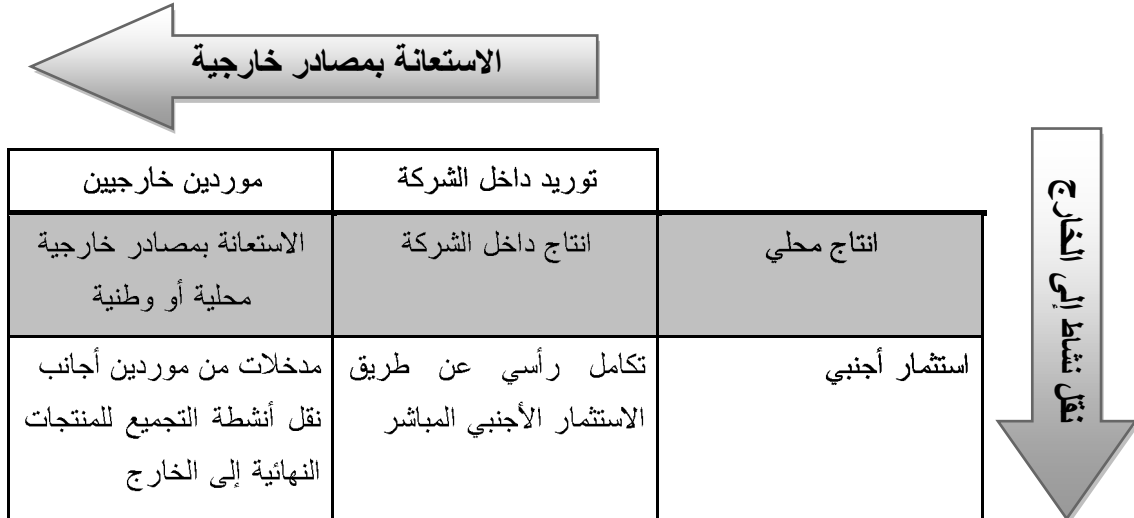 الاستعانة بمصادر خارجية
نقل نشاط إلى الخارج
توريد داخل الشركة
موردين خارجيين
انتاج محلي
انتاج داخل الشركة
الاستعانة بمصادر خارجية
محلية أو وطنية
استثمار أجنبي
تكامل رأسي عن طريق
الاستثمار الأجنبي المباشر
مدخلات من موردين أجانب
نقل أنشطة التجميع للمنتجات
النهائية إلى الخارج